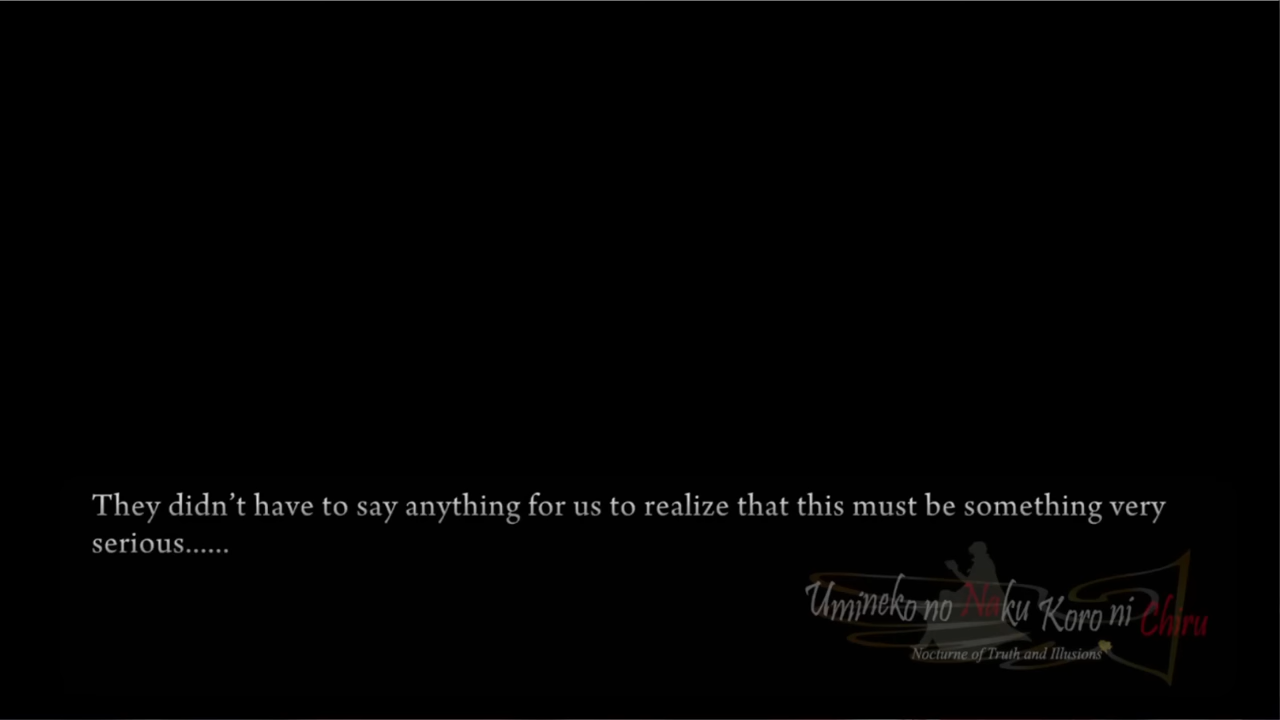 They didn’t have to say anything for us to realize that this must be something very
serious......
Umineko no Naku Koro ni Chiru
Nocturne of Truth and Illusions